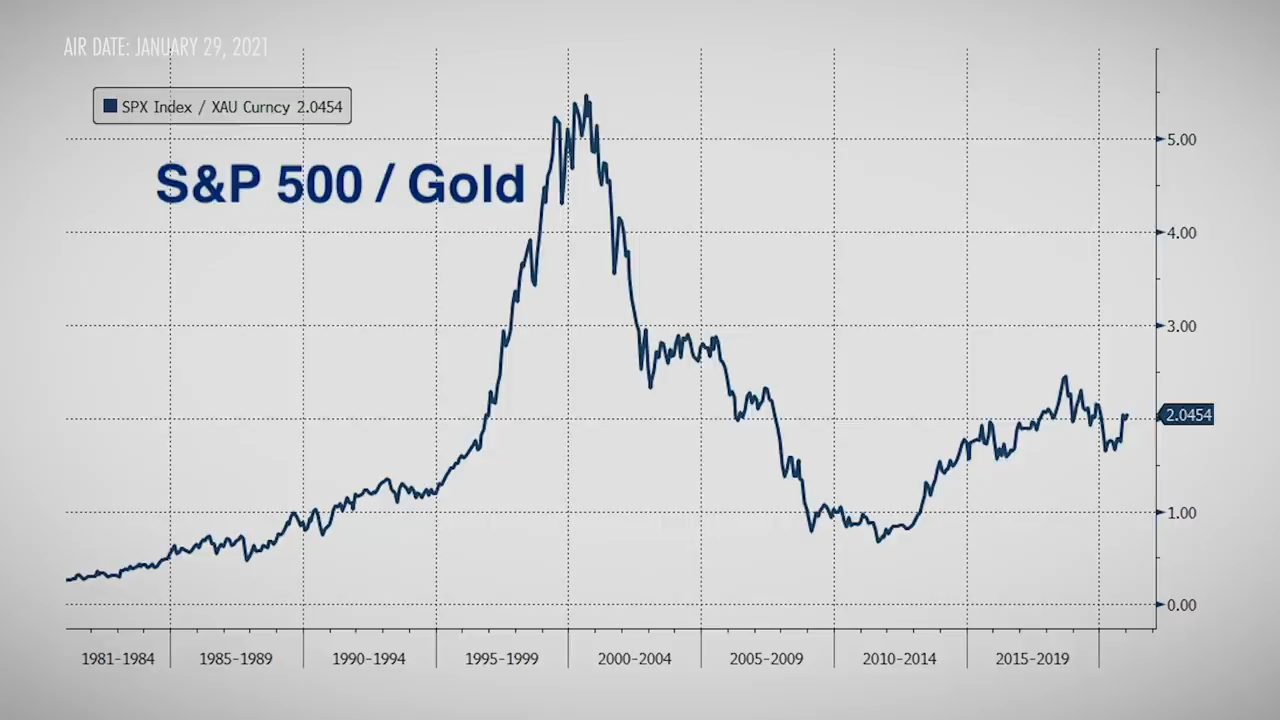 AIR DATE: JANUARY 29, 2021
SPX Index / XAU Curncy 2.0454
S&P 500 / Gold
5.00
4.00
3.00
2.0454
1.00
0.00
1981-1984 1985-1989 1990-1994 1995-1999 2000-2004 2005-2009 2010-2014 2015-2019